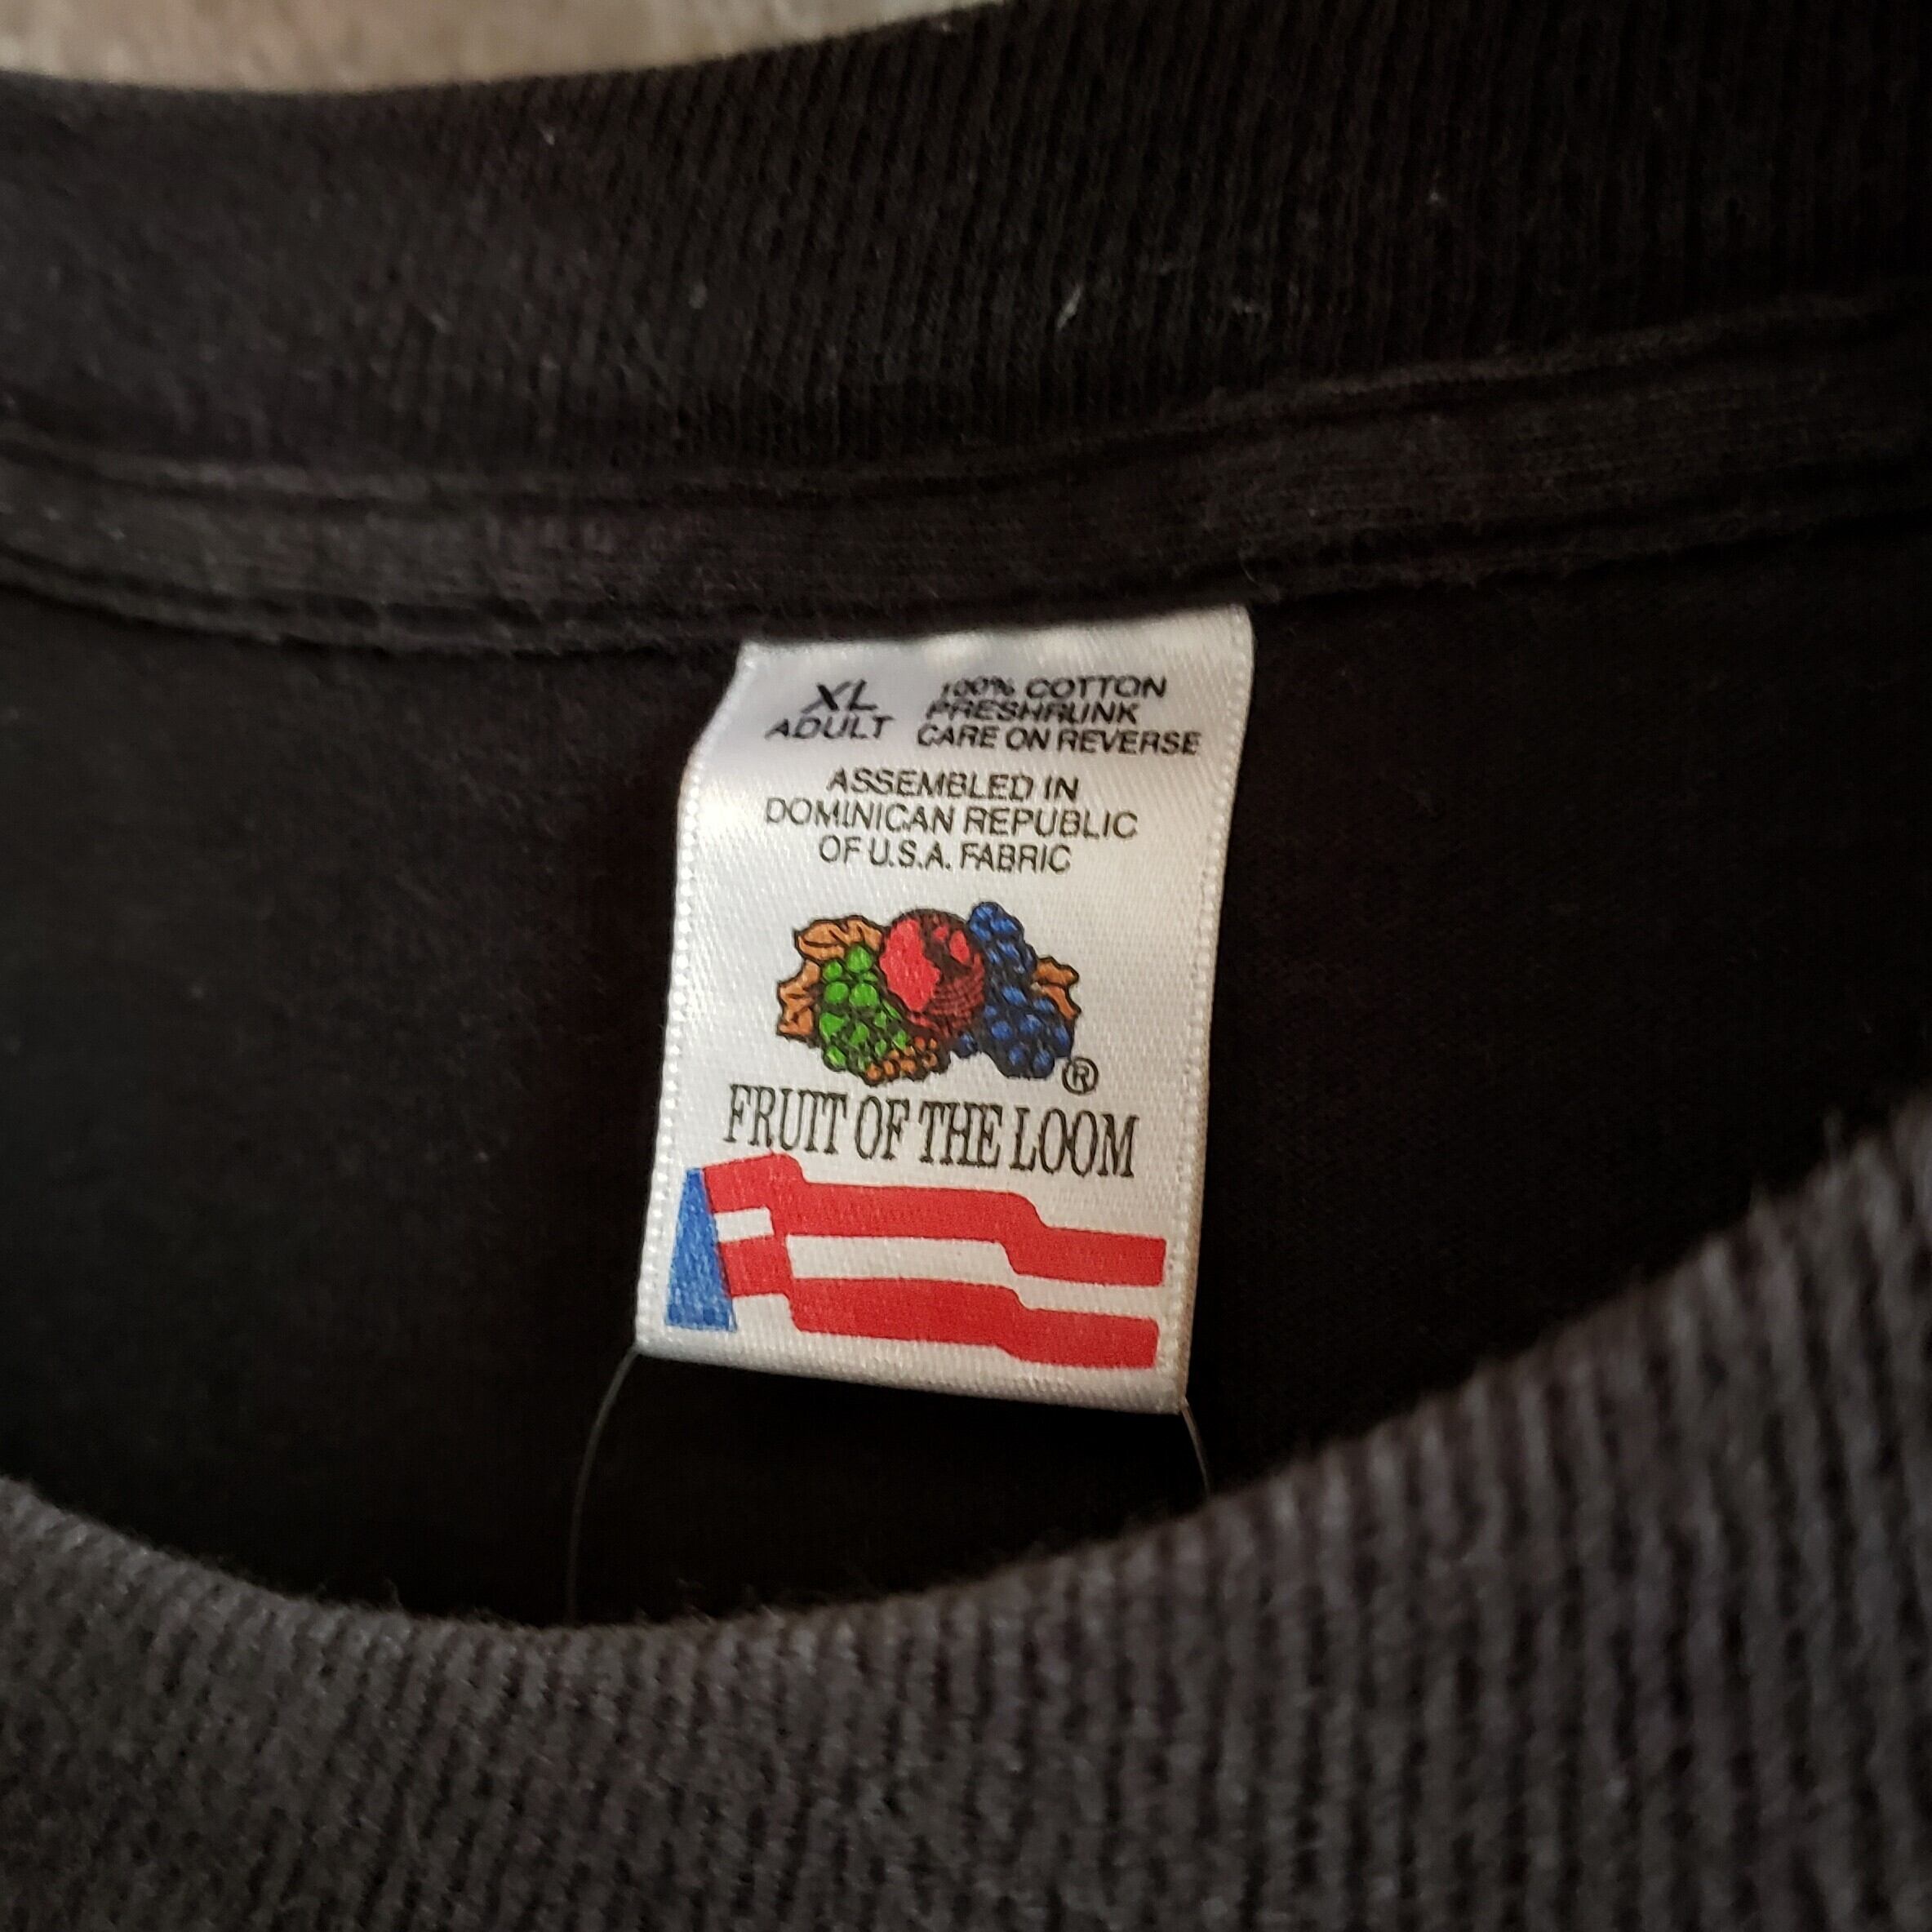 XL
ADULT
100% COTTON
PRESHRUNK
CARE ON REVERSE
ASSEMBLED IN
DOMINICAN REPUBLIC
OF U.S.A. FABRIC
®
FRUIT OF THE LOOM